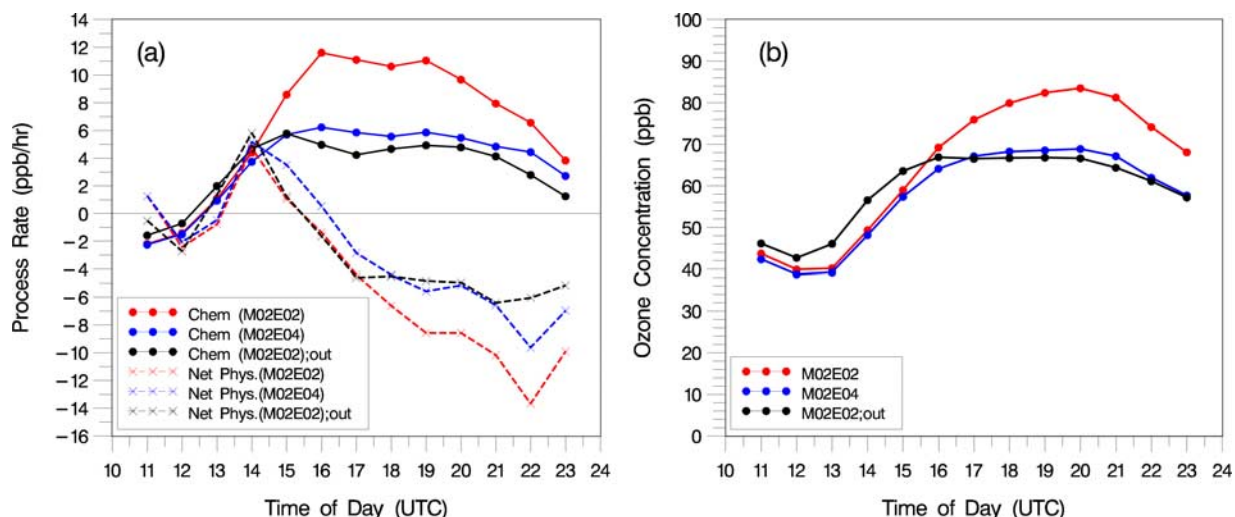 (a)
Process Rate (ppb/hr)
14
12
10
8
6
4
2
0
−2
−4
−6
−8
−10
−12
−14
−16
Chem (M02E02)
Chem (M02E04)
Chem (M02E02);out
Net Phys.(M02E02)
Net Phys.(M02E04)
Net Phys.(M02E02);out
10 11 12 13 14 15 16 17 18 19 20 21 22 23 24
Time of Day (UTC)
(b)
Ozone Concentration (ppb)
100
90
80
70
60
50
40
30
20
10
0
M02E02
M02E04
M02E02;out
10 11 12 13 14 15 16 17 18 19 20 21 22 23 24
Time of Day (UTC)